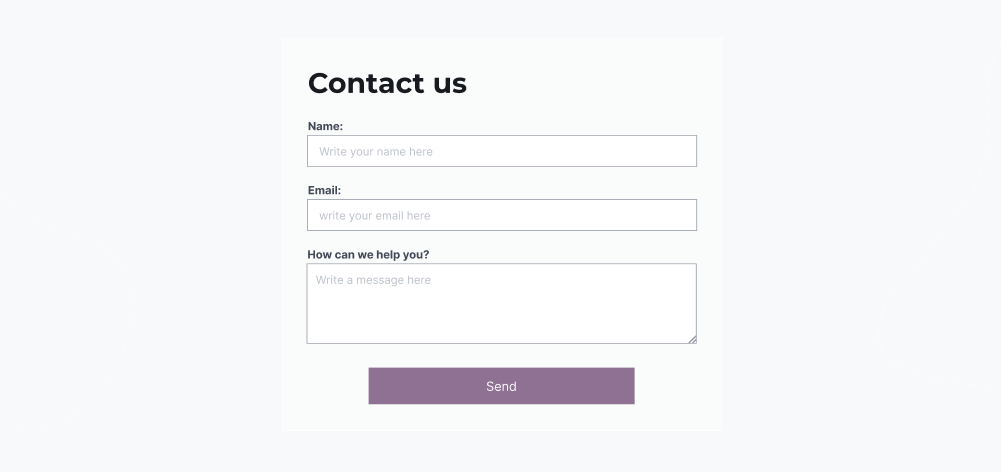 Contact us
Name:
Write your name here
Email:
write your email here
How can we help you?
Write a message here
Send